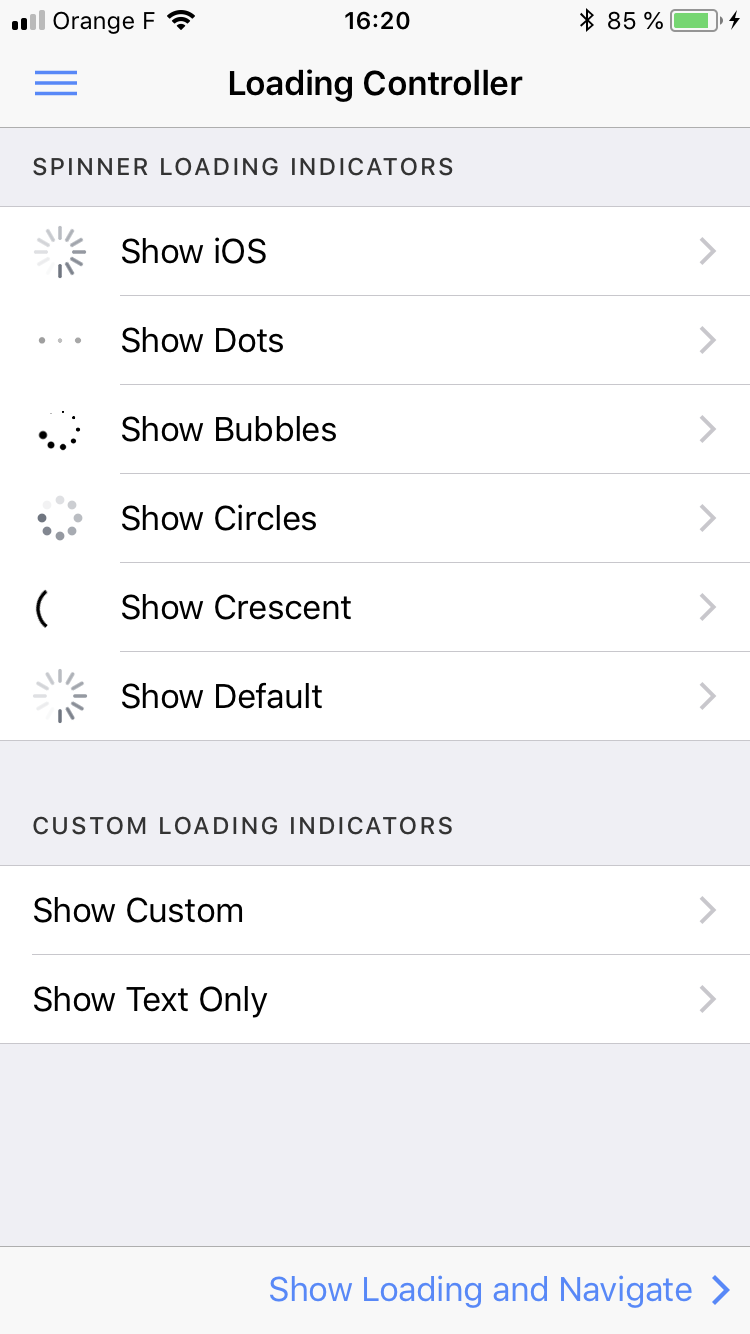 Orange F 16:20 85 %
Loading Controller
SPINNER LOADING INDICATORS
Show iOS
Show Dots
Show Bubbles
Show Circles
Show Crescent
Show Default
CUSTOM LOADING INDICATORS
Show Custom
Show Text Only
Show Loading and Navigate